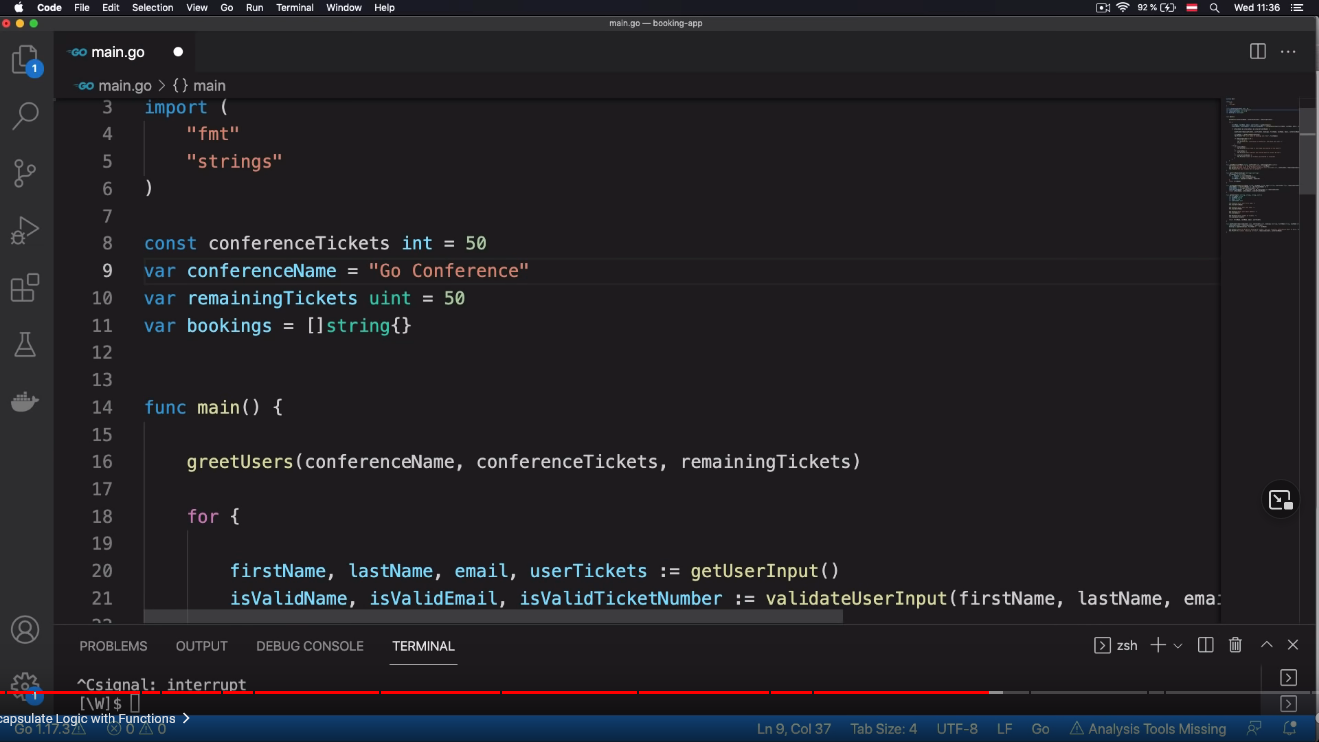 Code File Edit Selection View Go Run Terminal Window Help 92 % Wed 11:36
main.go — booking-app
GO main.go
1
GO main.go > {} main
3 import (
4 "fmt"
5 "strings"
6 )
7
8 const conferenceTickets int = 50
9 var conferenceName = "Go Conference"
10 var remainingTickets uint = 50
11 var bookings = []string{}
12
13
14 func main() {
15
16 greetUsers(conferenceName, conferenceTickets, remainingTickets)
17
18 for {
19
20 firstName, lastName, email, userTickets := getUserInput()
21 isValidName, isValidEmail, isValidTicketNumber := validateUserInput(firstName, lastName, emai
PROBLEMS OUTPUT DEBUG CONSOLE TERMINAL zsh
^Csignal: interrupt
1
[\W]$
capsulate Logic with Functions >
Go 1.17.3 0 0 Ln 9, Col 37 Tab Size: 4 UTF-8 LF Go Analysis Tools Missing